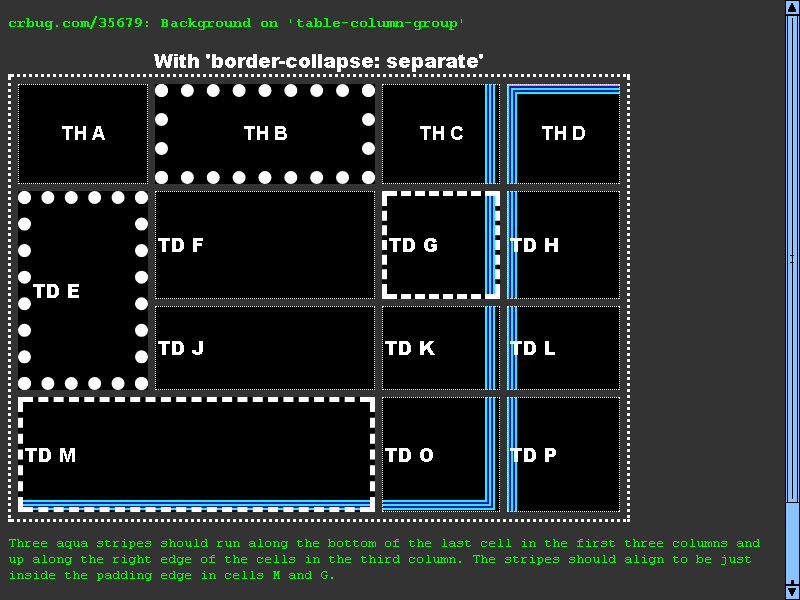 crbug.com/35679: Background on 'table-column-group'
With 'border-collapse: separate'
TH A TH B TH C TH D
TD E TD F TD G TD H
TD J TD K TD L
TD M TD O TD P
Three aqua stripes should run along the bottom of the last cell in the first three columns and
up along the right edge of the cells in the third column. The stripes should align to be just
inside the padding edge in cells M and G.